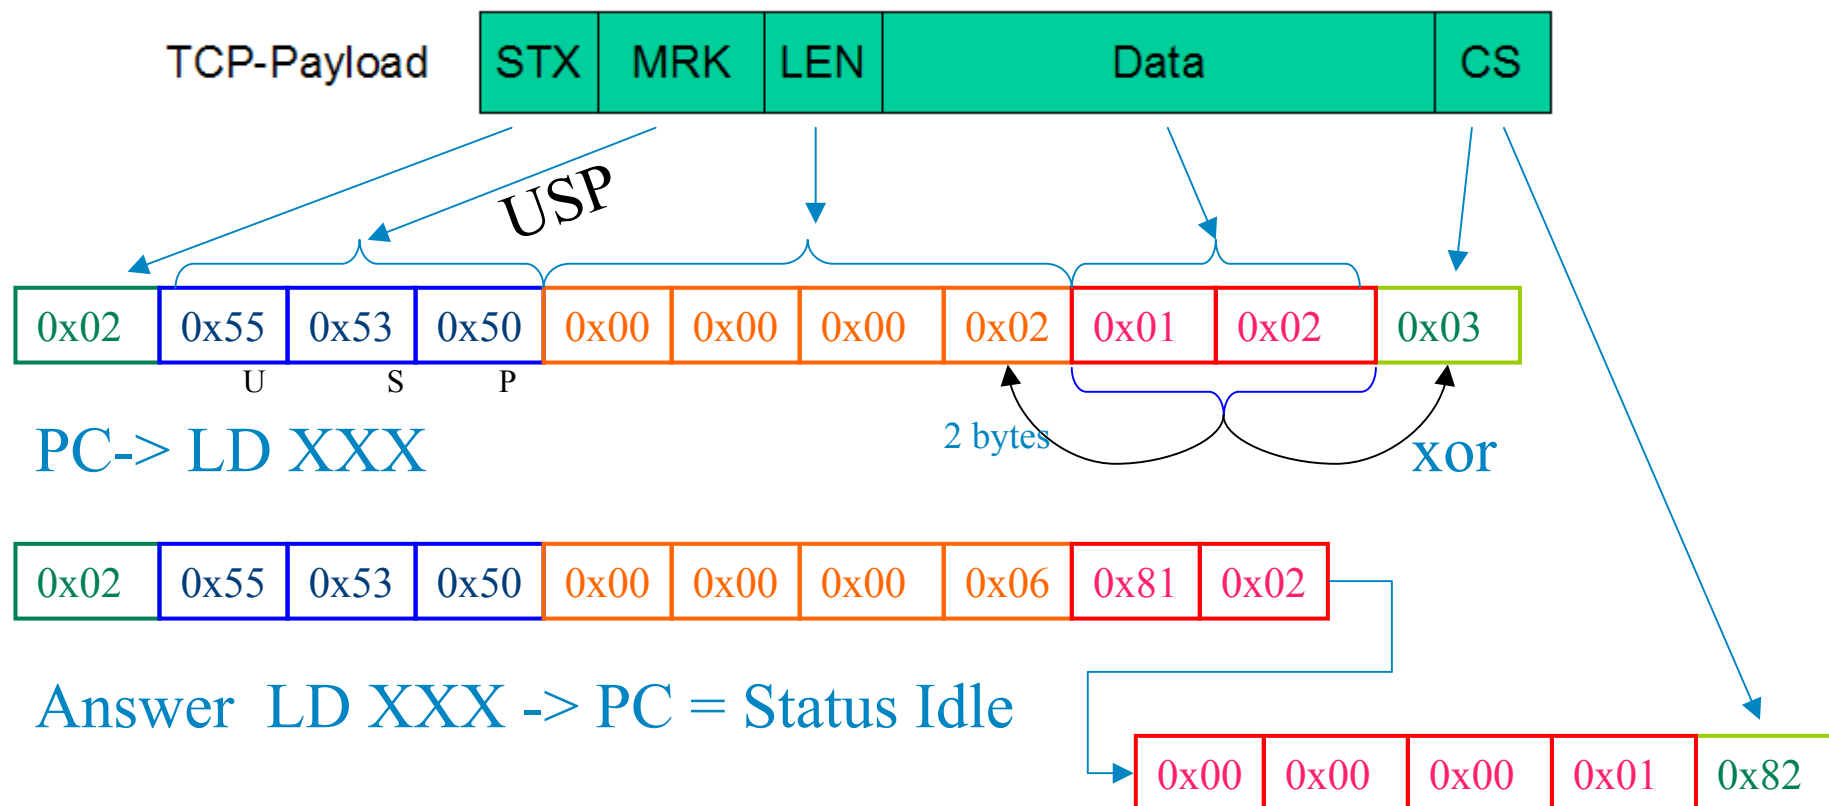 TCP-Payload STX MRK LEN Data CS
USP
0x02 0x55 0x53 0x50 0x00 0x00 0x00 0x02 0x01 0x02 0x03
U S P
PC-> LD XXX
2 bytes
xor
0x02 0x55 0x53 0x50 0x00 0x00 0x00 0x06 0x81 0x02
Answer LD XXX -> PC = Status Idle
0x00 0x00 0x00 0x01 0x82